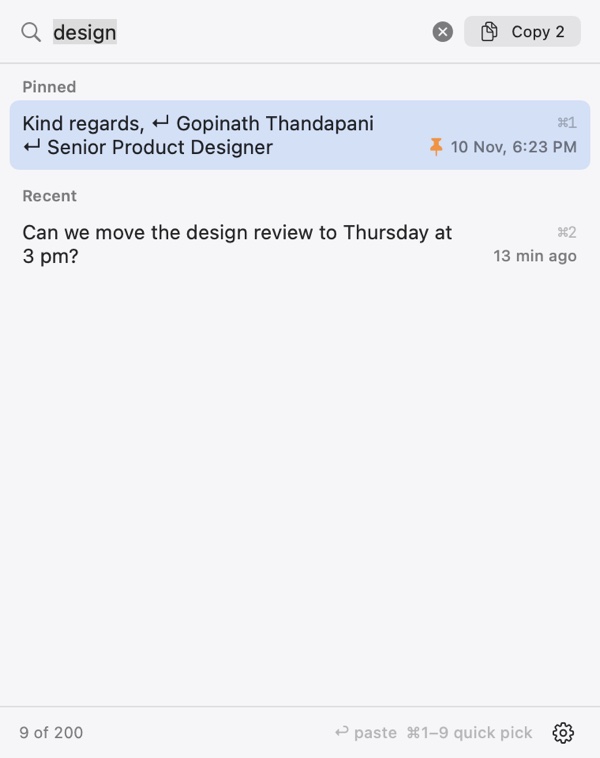 design
Copy 2
Pinned
Kind regards, ↵ Gopinath Thandapani
⌘1
↵ Senior Product Designer
10 Nov, 6:23 PM
Recent
Can we move the design review to Thursday at
⌘2
3 pm?
13 min ago
9 of 200
↩ paste ⌘1–9 quick pick